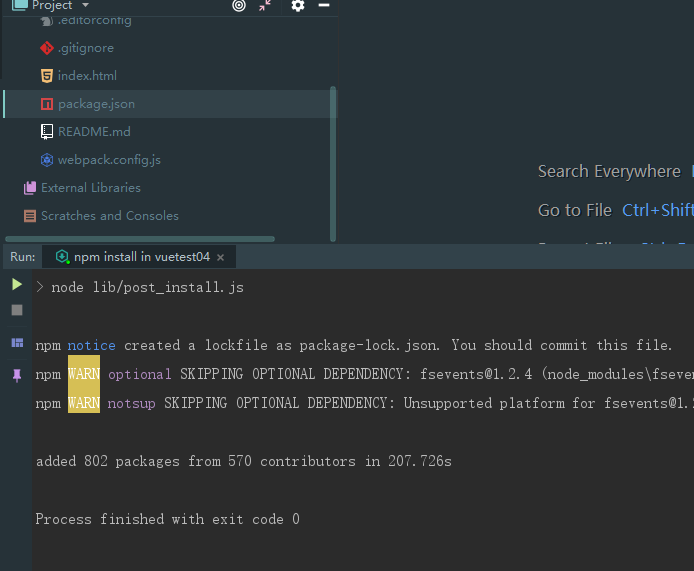 Project
.editorconfig
.gitignore
index.html
package.json
README.md
webpack.config.js
External Libraries
Scratches and Consoles
Search Everywhere
Go to File Ctrl+Shift
Run: npm install in vuetest04
> node lib/post_install.js
npm notice created a lockfile as package-lock.json. You should commit this file.
npm WARN optional SKIPPING OPTIONAL DEPENDENCY: fsevents@1.2.4 (node_modules\fseven
npm WARN notsup SKIPPING OPTIONAL DEPENDENCY: Unsupported platform for fsevents@1.2
added 802 packages from 570 contributors in 207.726s
Process finished with exit code 0